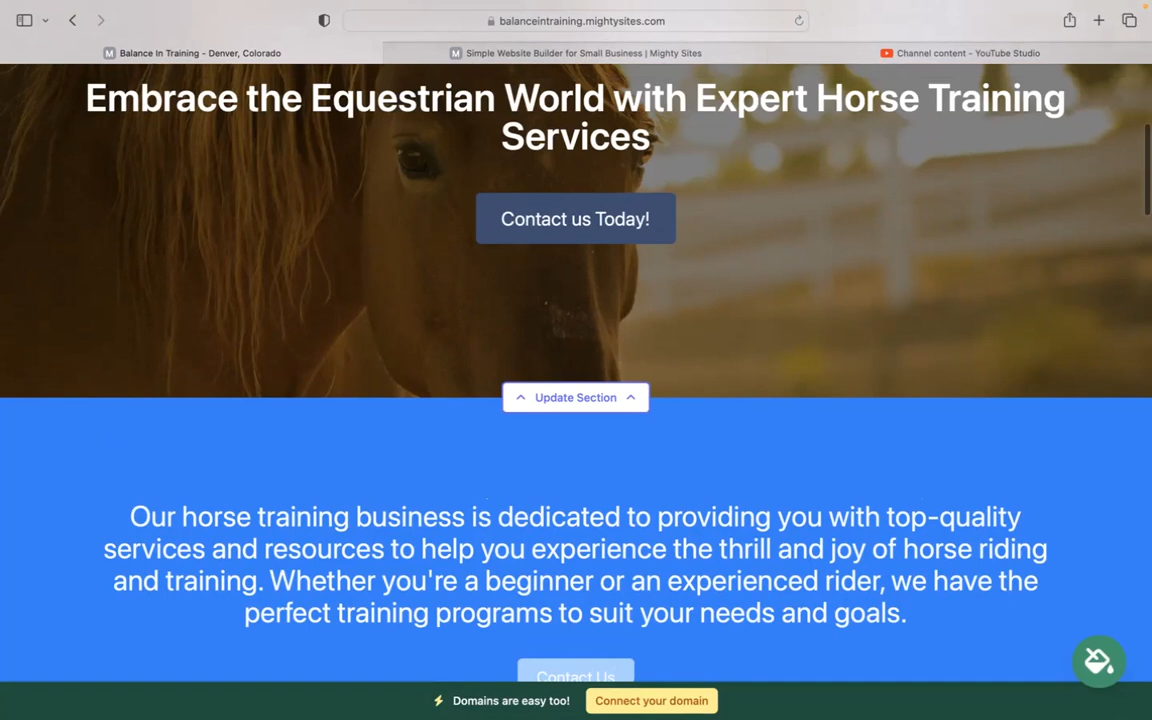 balanceintraining.mightysites.com
Balance In Training - Denver, Colorado
Simple Website Builder for Small Business | Mighty Sites
Channel content - YouTube Studio
Embrace the Equestrian World with Expert Horse Training
Services
Contact us Today!
Update Section
Our horse training business is dedicated to providing you with top-quality
services and resources to help you experience the thrill and joy of horse riding
and training. Whether you're a beginner or an experienced rider, we have the
perfect training programs to suit your needs and goals.
Contact Us
Domains are easy too!
Connect your domain